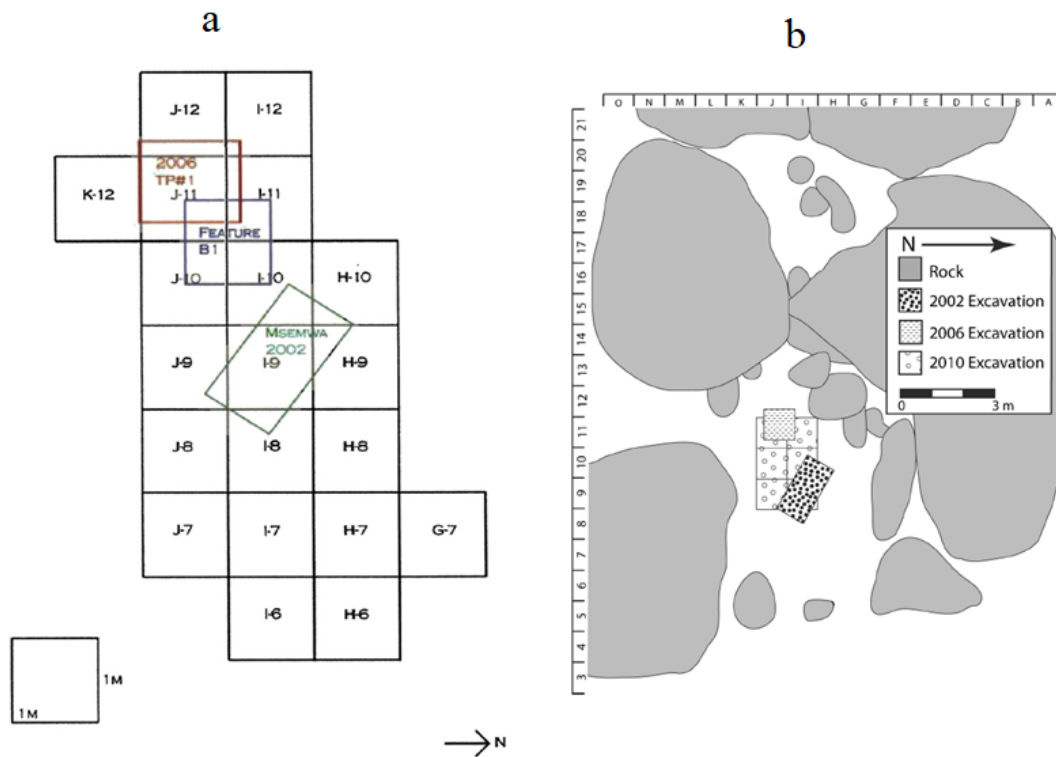 a
J-12
I-12
2006
TP#1
K-12
J-11
I-11
FEATURE
B1
J-10
I-10
H-10
MSEMWA
2002
J-9
I-9
H-9
J-8
I-8
H-8
J-7
I-7
H-7
G-7
I-6
H-6
1M
1M
N
b
O N M L K J I H G F E D C B A
21
20
19
18
17
16
15
14
13
12
11
10
9
8
7
6
5
4
3
N
Rock
2002 Excavation
2006 Excavation
2010 Excavation
0 3 m